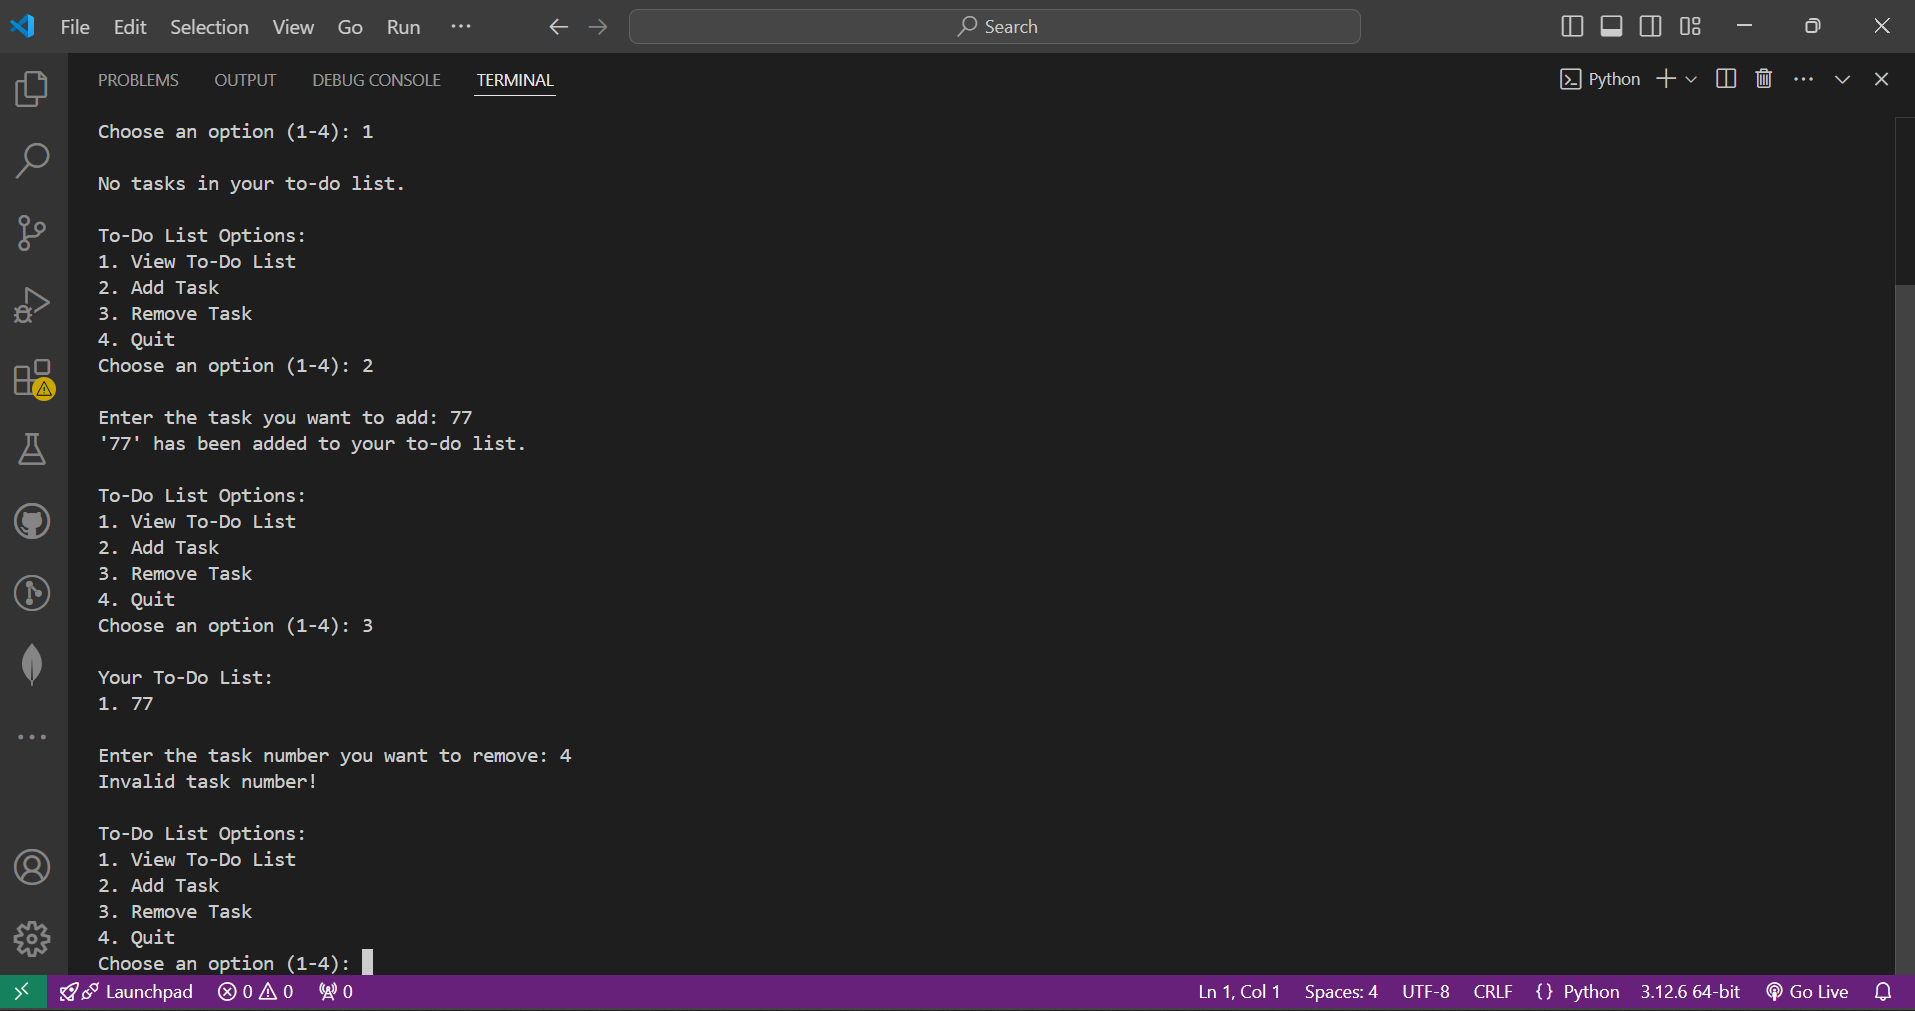 File Edit Selection View Go Run ··· Search
PROBLEMS OUTPUT DEBUG CONSOLE TERMINAL Python
Choose an option (1-4): 1
No tasks in your to-do list.
To-Do List Options:
1. View To-Do List
2. Add Task
3. Remove Task
4. Quit
Choose an option (1-4): 2
Enter the task you want to add: 77
'77' has been added to your to-do list.
To-Do List Options:
1. View To-Do List
2. Add Task
3. Remove Task
4. Quit
Choose an option (1-4): 3
Your To-Do List:
1. 77
Enter the task number you want to remove: 4
Invalid task number!
To-Do List Options:
1. View To-Do List
2. Add Task
3. Remove Task
4. Quit
Choose an option (1-4):
Launchpad 0 0 0 Ln 1, Col 1 Spaces: 4 UTF-8 CRLF {} Python 3.12.6 64-bit Go Live